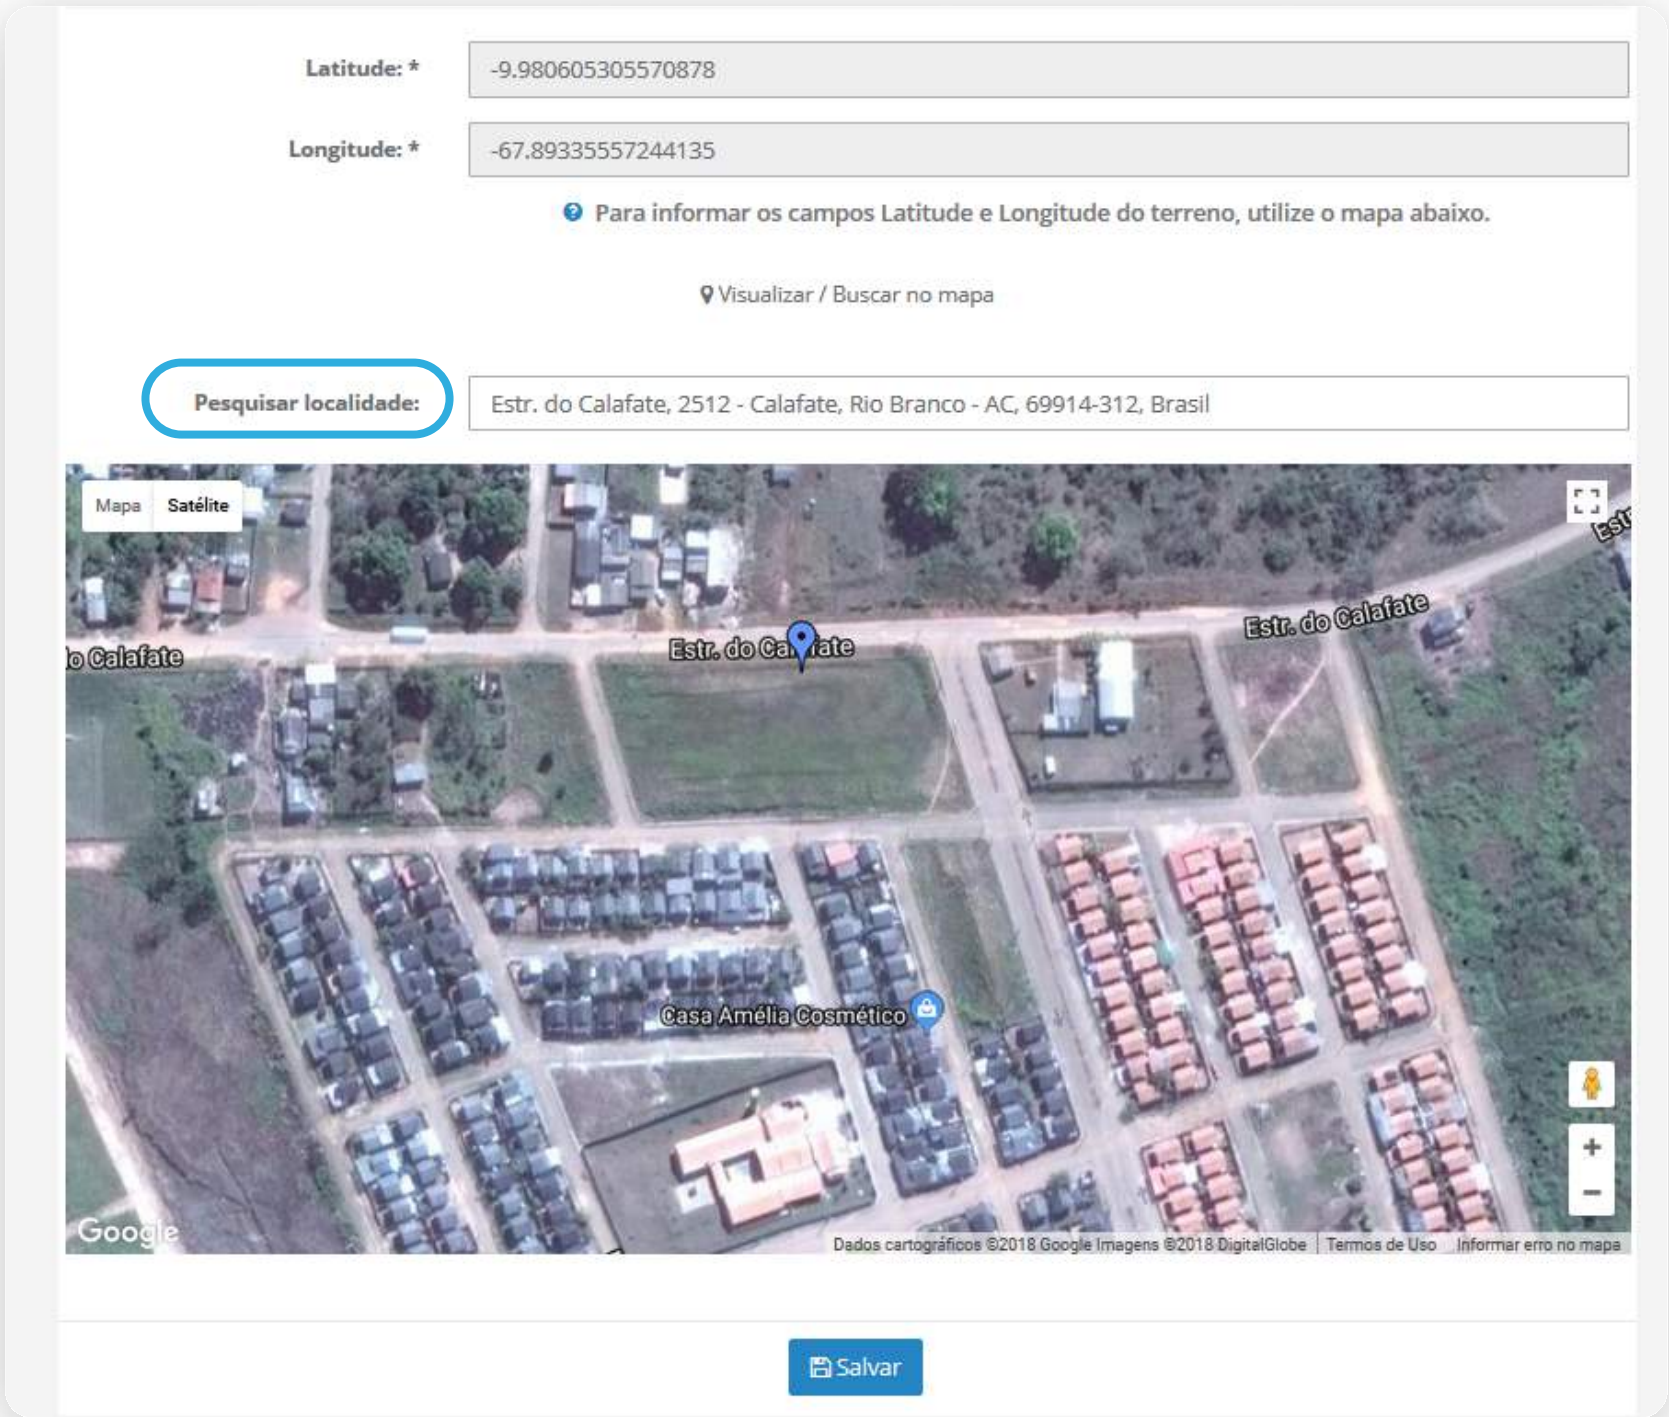 Latitude: *
-9.980605305570878
Longitude: *
-67.89335557244135
Para informar os campos Latitude e Longitude do terreno, utilize o mapa abaixo.
Visualizar / Buscar no mapa
Pesquisar localidade:
Estr. do Calafate, 2512 - Calafate, Rio Branco - AC, 69914-312, Brasil
Mapa Satélite
Estr
Estr. do Calafate
Estr. do Calafate
o Calafate
Casa Amélia Cosmético
Google
Dados cartográficos ©2018 Google Imagens ©2018 DigitalGlobe Termos de Uso Informar erro no mapa
Salvar